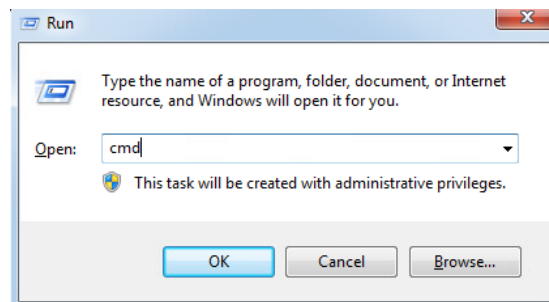 Run
Type the name of a program, folder, document, or Internet
resource, and Windows will open it for you.
Open: cmd
This task will be created with administrative privileges.
OK Cancel Browse...